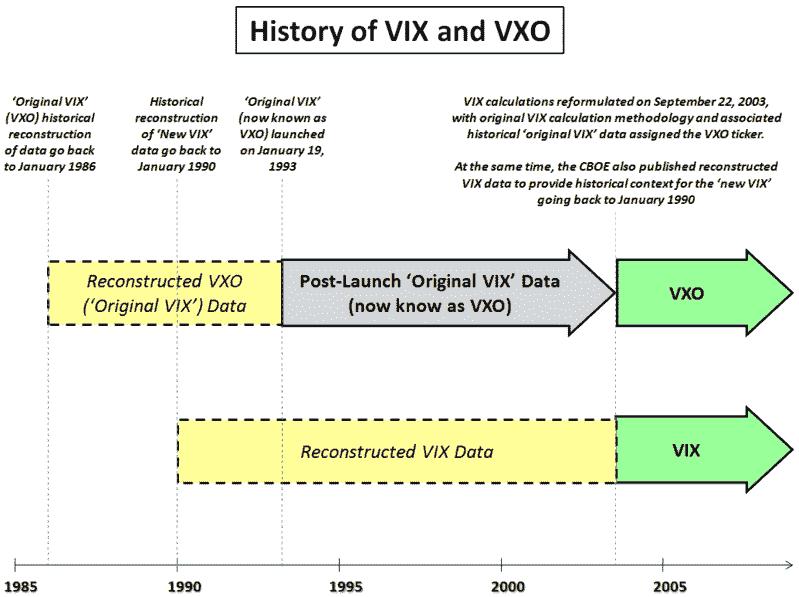 History of VIX and VXO
'Original VIX'
(VXO) historical
reconstruction
of data go back
to January 1986
Historical
reconstruction
of 'New VIX'
data go back to
January 1990
'Original VIX'
(now known as
VXO) launched
on January 19,
1993
VIX calculations reformulated on September 22, 2003,
with original VIX calculation methodology and associated
historical 'original VIX' data assigned the VXO ticker.
At the same time, the CBOE also published reconstructed
VIX data to provide historical context for the 'new VIX'
going back to January 1990
Reconstructed VXO
('Original VIX') Data
Post-Launch 'Original VIX' Data
(now know as VXO)
VXO
Reconstructed VIX Data
VIX
1985
1990
1995
2000
2005